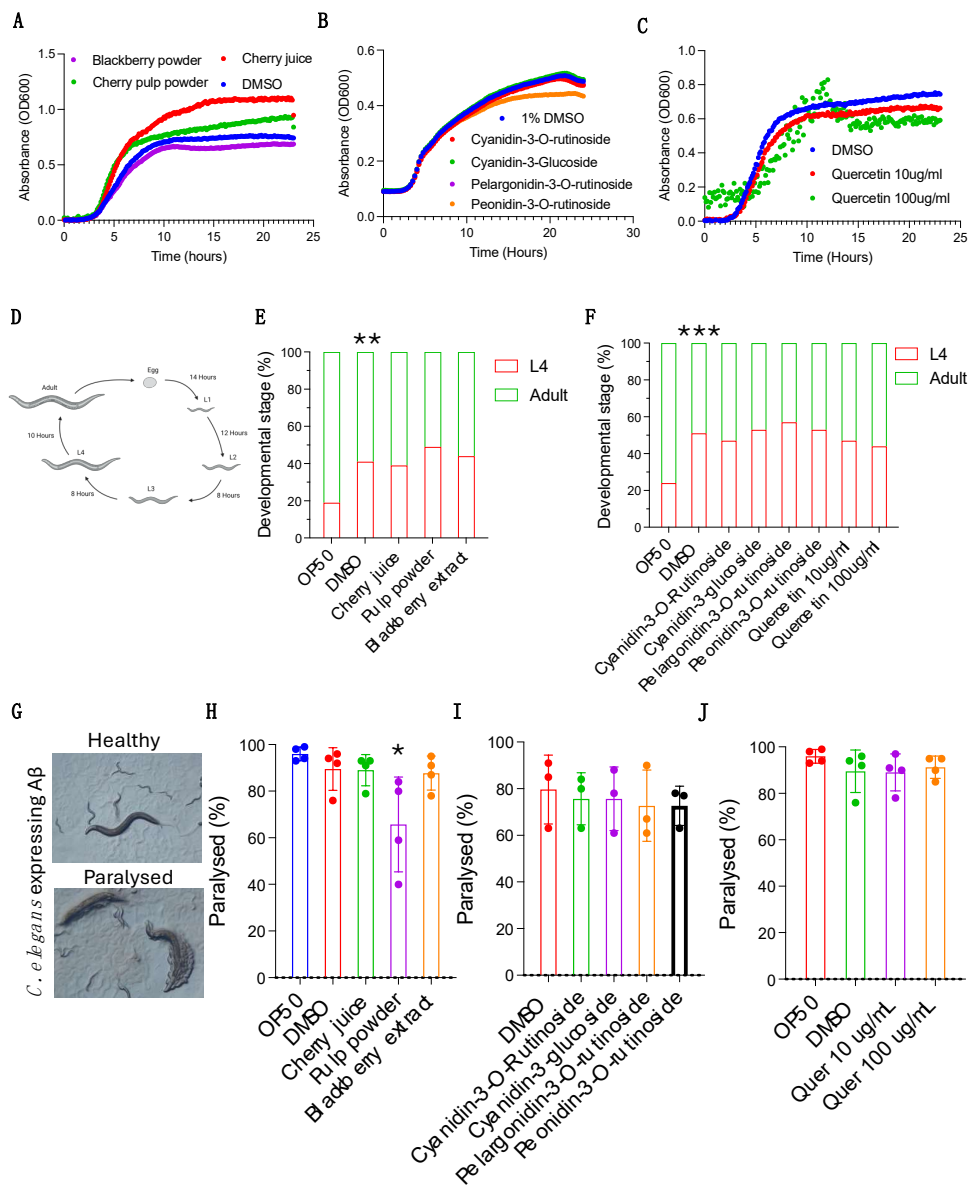 A
Absorbance (OD600)
1.5
1.0
0.5
0.0
0 5 10 15 20 25
Time (hours)
Blackberry powder
Cherry juice
Cherry pulp powder
DMSO
B
Absorbance (OD600)
0.6
0.4
0.2
0.0
0 10 20 30
Time (Hours)
1% DMSO
Cyanidin-3-O-rutinoside
Cyanidin-3-Glucoside
Pelargonidin-3-O-rutinoside
Peonidin-3-O-rutinoside
C
Absorbance (OD600)
1.0
0.8
0.6
0.4
0.2
0.0
0 5 10 15 20 25
Time (Hours)
DMSO
Quercetin 10ug/ml
Quercetin 100ug/ml
D
Egg
14 Hours
L1
12 Hours
L2
8 Hours
L3
8 Hours
L4
10 Hours
Adult
E
**
Developmental stage (%)
100
80
60
40
20
0
L4
Adult
OP50
DMSO
Cherry juice
Pulp powder
Blackberry extract
F
***
Developmental stage (%)
100
80
60
40
20
0
L4
Adult
OP50
DMSO
Cyanidin-3-O-Rutinoside
Cyanidin-3-glucoside
Pelargonidin-3-O-rutinoside
Peonidin-3-O-rutinoside
Quercetin 10ug/ml
Quercetin 100ug/ml
G
C. elegans expressing Aβ
Healthy
Paralysed
H
*
Paralysed (%)
100
80
60
40
20
0
OP50
DMSO
Cherry juice
Pulp powder
Blackberry extract
I
Paralysed (%)
100
80
60
40
20
0
DMSO
Cyanidin-3-O-Rutinoside
Cyanidin-3-glucoside
Pelargonidin-3-O-rutinoside
Peonidin-3-O-rutinoside
J
Paralysed (%)
100
80
60
40
20
0
OP50
DMSO
Quer 10 ug/mL
Quer 100 ug/mL